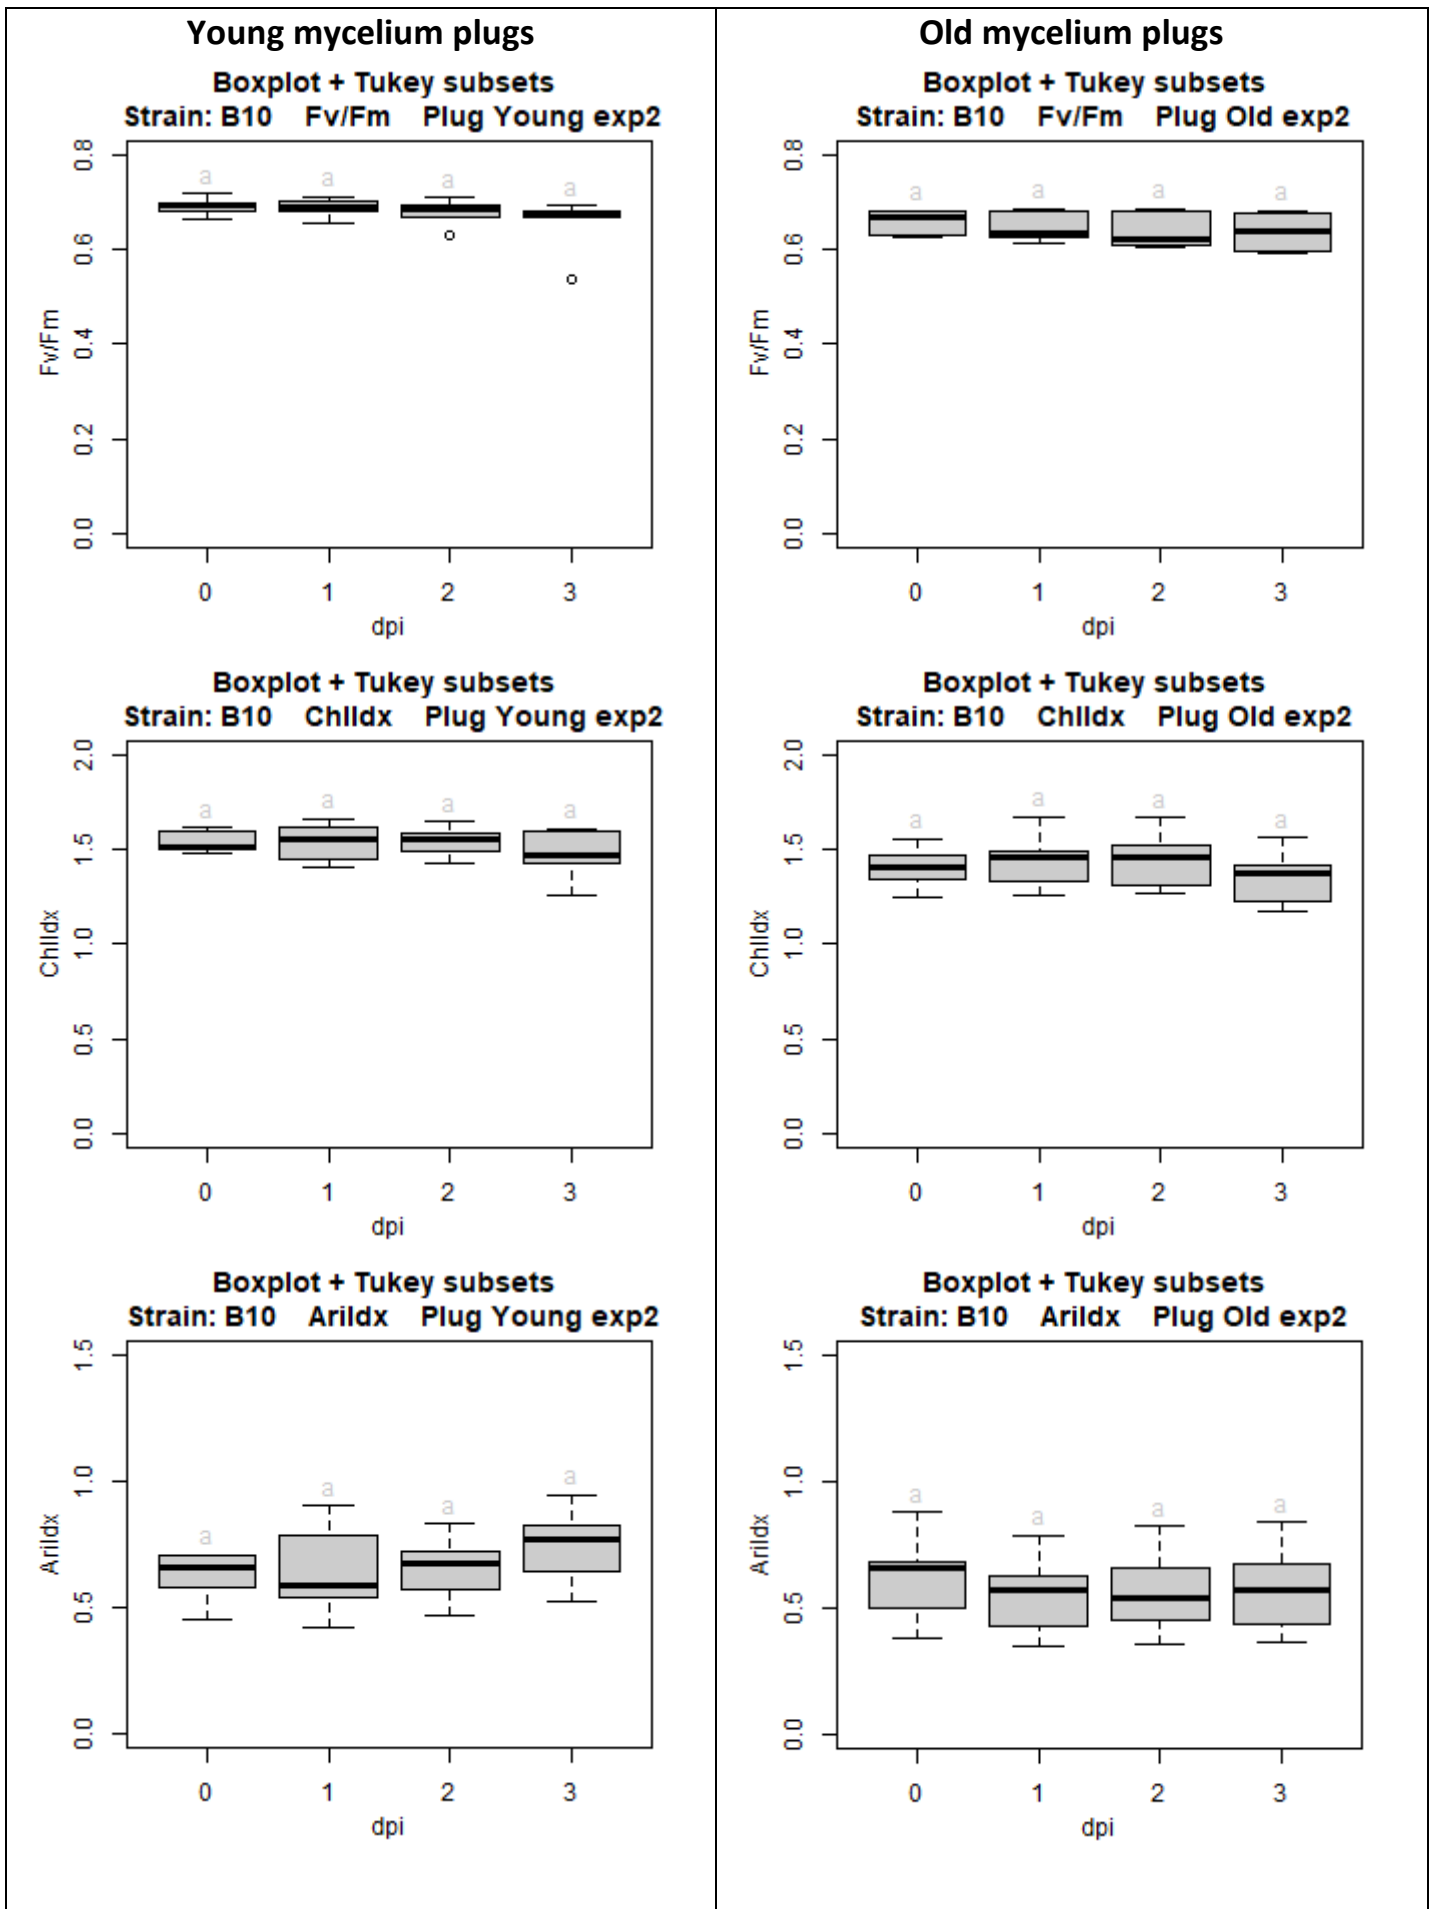 Young mycelium plugs
Boxplot + Tukey subsets
Strain: B10 Fv/Fm Plug Young exp2
0.8
0.6
0.4
0.2
0.0
Fv/Fm
a a a a
0 1 2 3
dpi
Boxplot + Tukey subsets
Strain: B10 ChlIdx Plug Young exp2
2.0
1.5
1.0
0.5
0.0
ChlIdx
a a a a
0 1 2 3
dpi
Boxplot + Tukey subsets
Strain: B10 AriIdx Plug Young exp2
1.5
1.0
0.5
0.0
AriIdx
a a a a
0 1 2 3
dpi
Old mycelium plugs
Boxplot + Tukey subsets
Strain: B10 Fv/Fm Plug Old exp2
0.8
0.6
0.4
0.2
0.0
Fv/Fm
a a a a
0 1 2 3
dpi
Boxplot + Tukey subsets
Strain: B10 ChlIdx Plug Old exp2
2.0
1.5
1.0
0.5
0.0
ChlIdx
a a a a
0 1 2 3
dpi
Boxplot + Tukey subsets
Strain: B10 AriIdx Plug Old exp2
1.5
1.0
0.5
0.0
AriIdx
a a a a
0 1 2 3
dpi